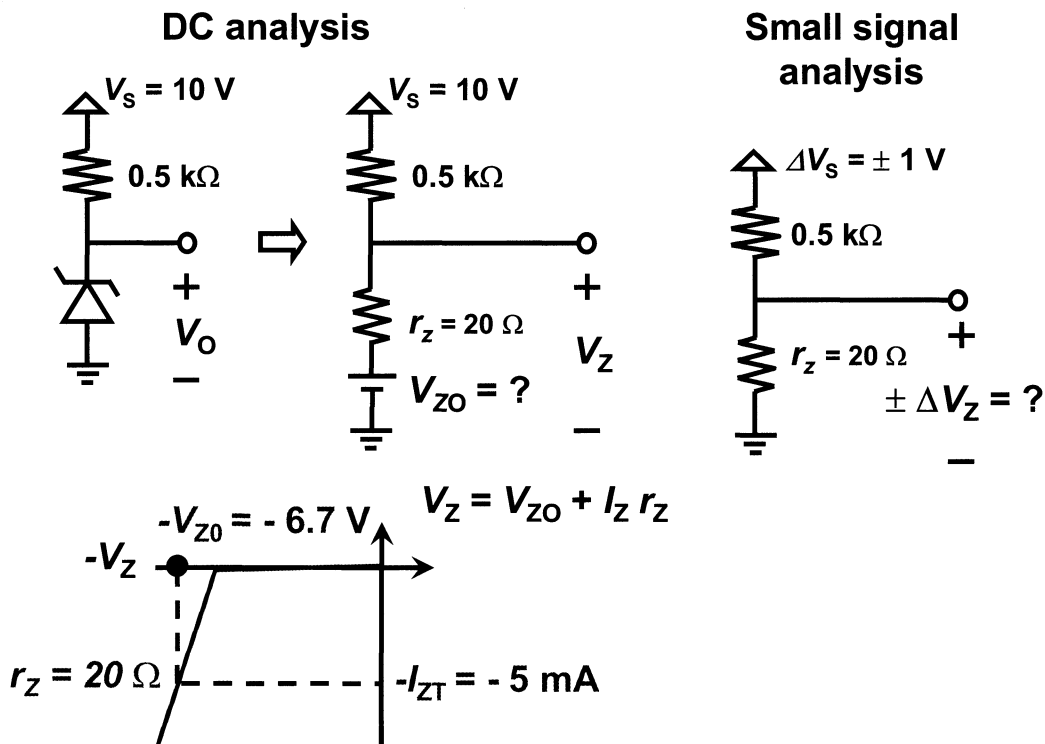 DC analysis
Small signal
analysis
V_S = 10 V
0.5 kΩ
+
V_O
−
V_S = 10 V
0.5 kΩ
r_z = 20 Ω
V_ZO = ?
+
V_Z
−
ΔV_S = ± 1 V
0.5 kΩ
r_z = 20 Ω
+
± ΔV_Z = ?
−
V_Z = V_ZO + I_Z r_Z
-V_Z0 = - 6.7 V
-V_Z
r_Z = 20 Ω
-I_ZT = - 5 mA